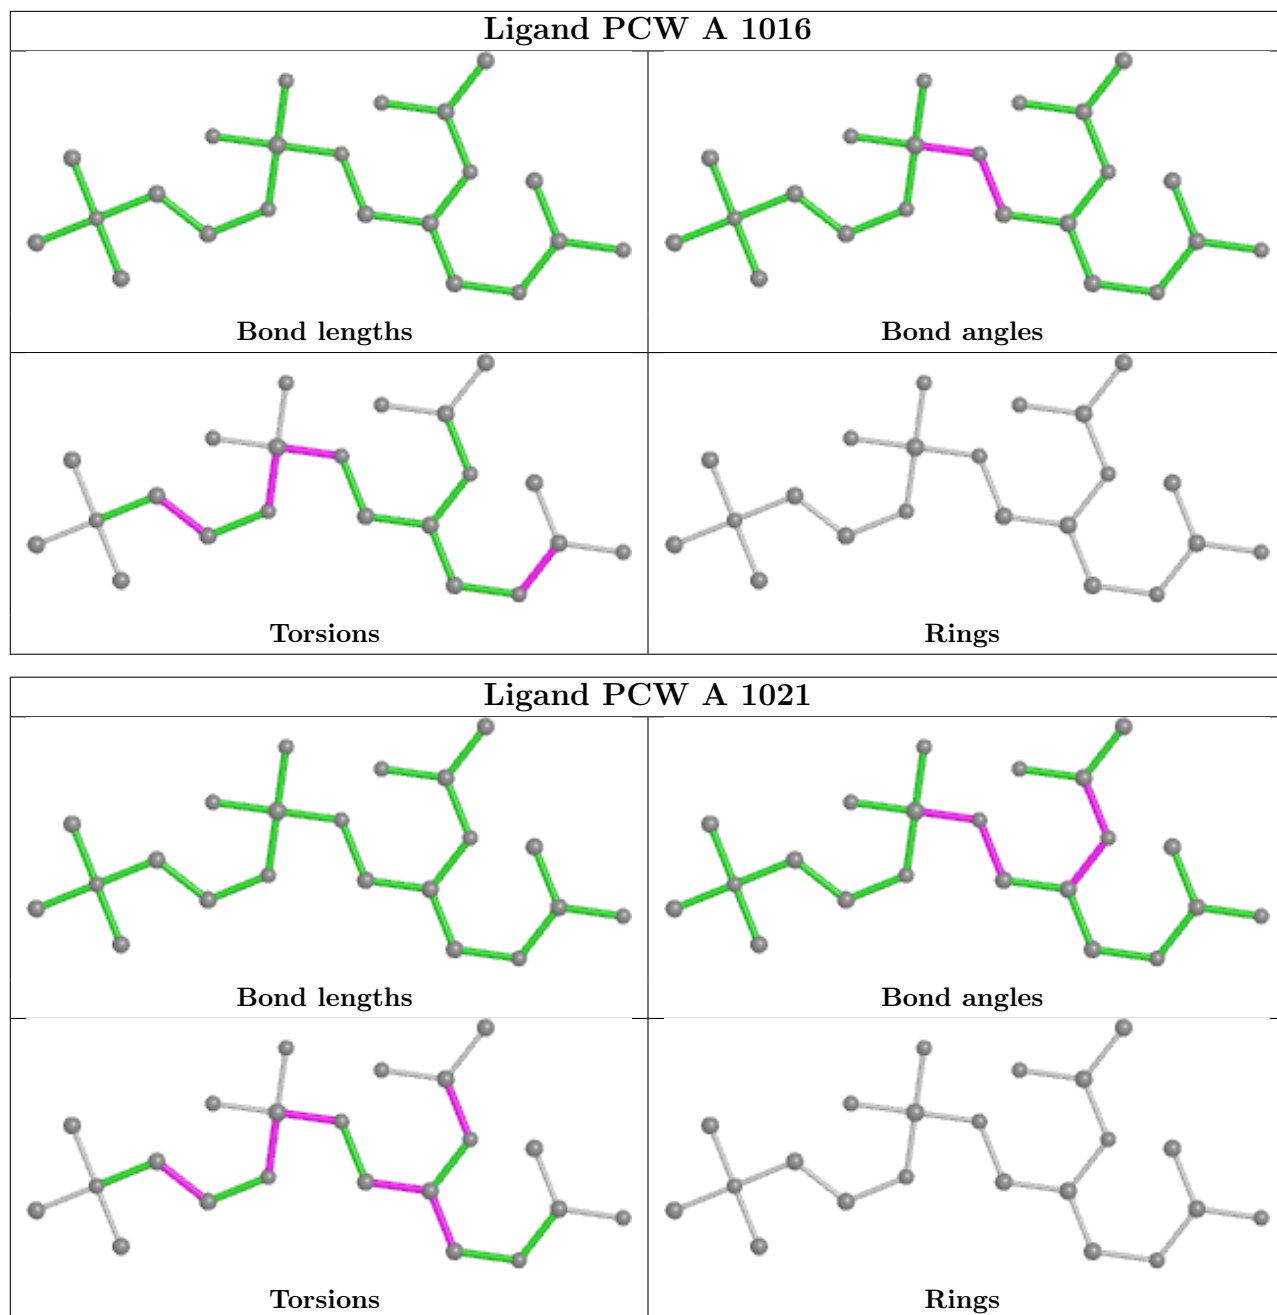 Ligand PCW A 1016
Bond lengths
Bond angles
Torsions
Rings
Ligand PCW A 1021
Bond lengths
Bond angles
Torsions
Rings